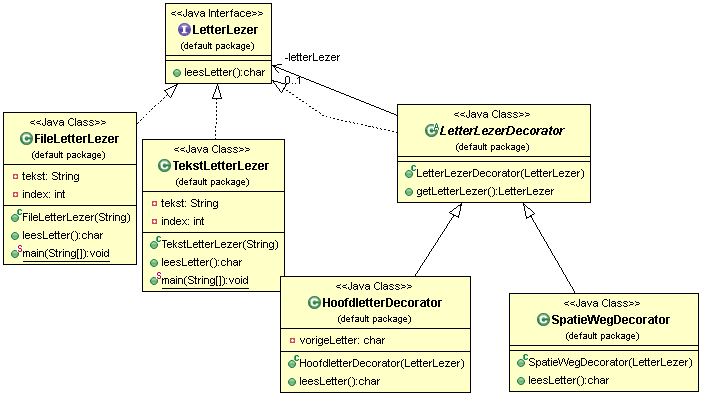 <<Java Interface>>
LetterLezer
(default package)
leesLetter():char
-letterLezer
0..1
<<Java Class>>
FileLetterLezer
(default package)
tekst: String
index: int
FileLetterLezer(String)
leesLetter():char
main(String[]):void
<<Java Class>>
TekstLetterLezer
(default package)
tekst: String
index: int
TekstLetterLezer(String)
leesLetter():char
main(String[]):void
<<Java Class>>
LetterLezerDecorator
(default package)
LetterLezerDecorator(LetterLezer)
getLetterLezer():LetterLezer
<<Java Class>>
HoofdletterDecorator
(default package)
vorigeLetter: char
HoofdletterDecorator(LetterLezer)
leesLetter():char
<<Java Class>>
SpatieWegDecorator
(default package)
SpatieWegDecorator(LetterLezer)
leesLetter():char